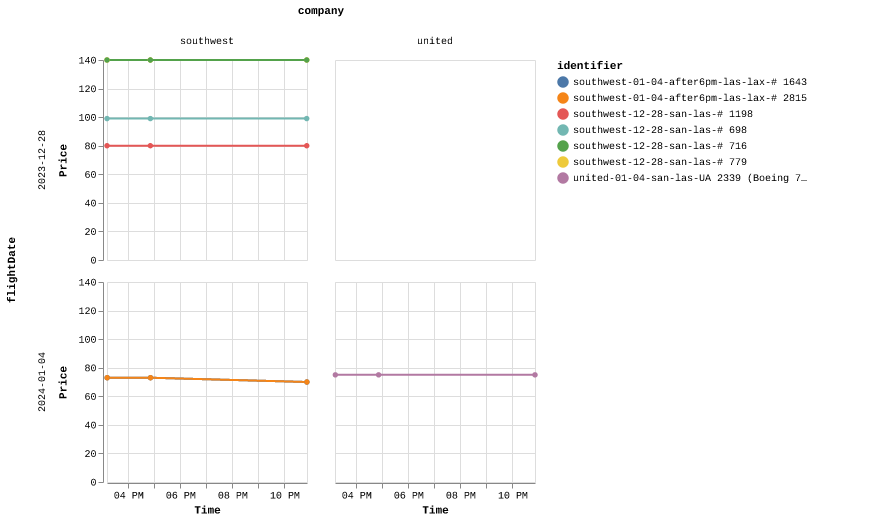 company
southwest
united
identifier
southwest-01-04-after6pm-las-lax-# 1643
southwest-01-04-after6pm-las-lax-# 2815
southwest-12-28-san-las-# 1198
southwest-12-28-san-las-# 698
southwest-12-28-san-las-# 716
southwest-12-28-san-las-# 779
united-01-04-san-las-UA 2339 (Boeing 7…
flightDate
2023-12-28
Price
140
120
100
80
60
40
20
0
2024-01-04
Price
140
120
100
80
60
40
20
0
04 PM 06 PM 08 PM 10 PM
Time
04 PM 06 PM 08 PM 10 PM
Time